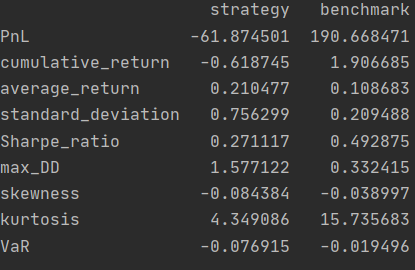 strategy benchmark
PnL -61.874501 190.668471
cumulative_return -0.618745 1.906685
average_return 0.210477 0.108683
standard_deviation 0.756299 0.209488
Sharpe_ratio 0.271117 0.492875
max_DD 1.577122 0.332415
skewness -0.084384 -0.038997
kurtosis 4.349086 15.735683
VaR -0.076915 -0.019496